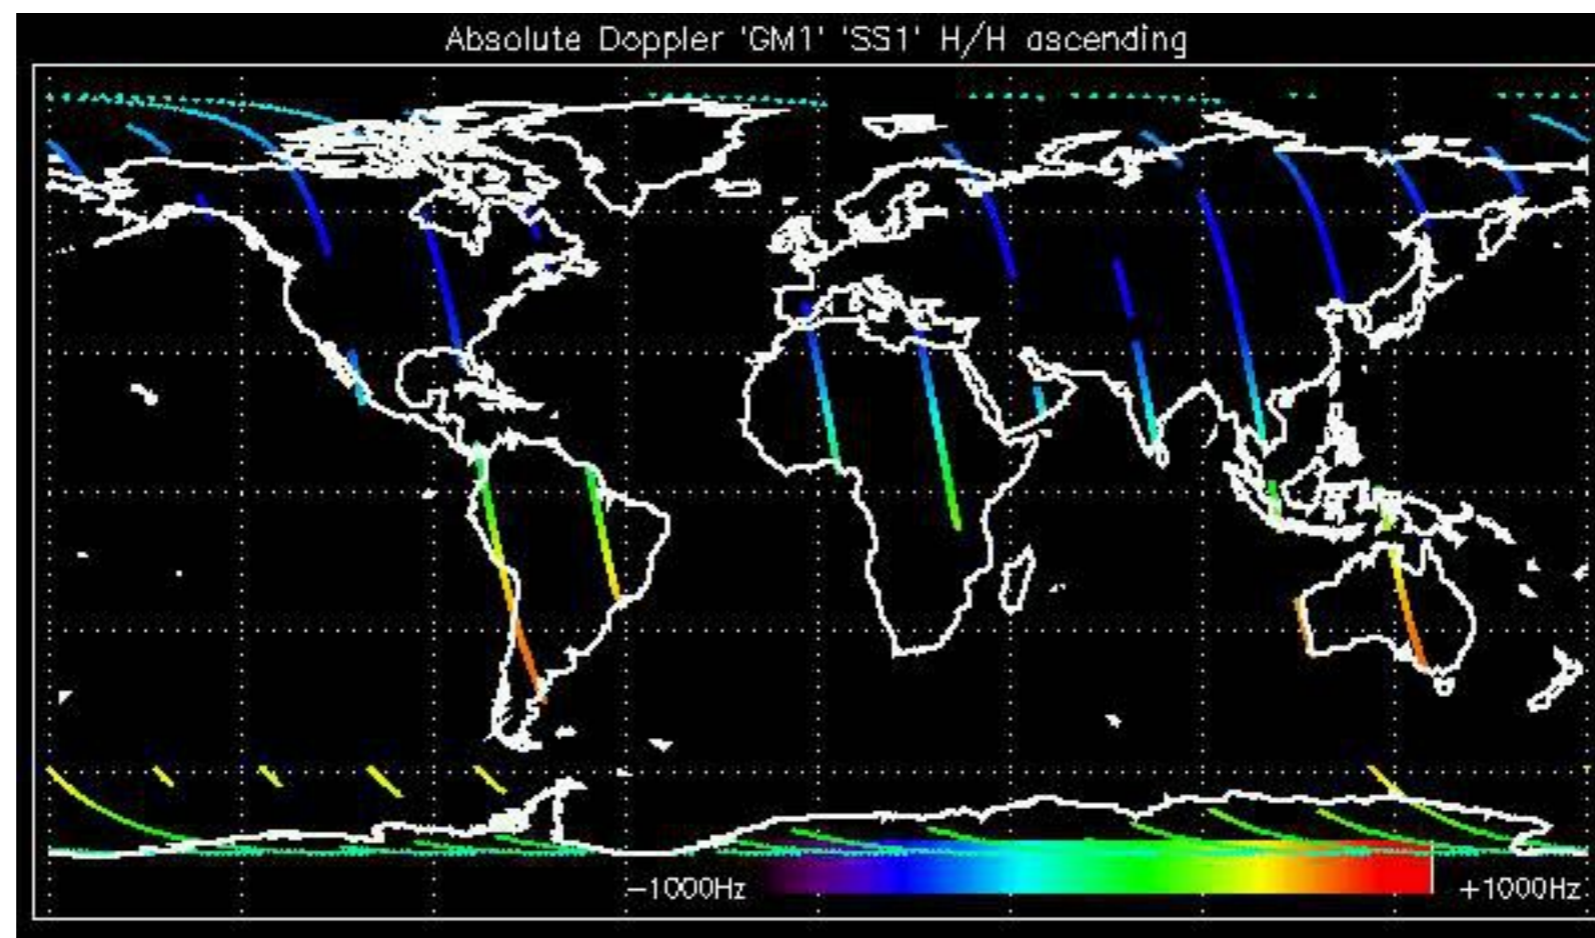 Absolute Doppler 'GM1' 'SS1' H/H ascending
-1000Hz
+1000Hz